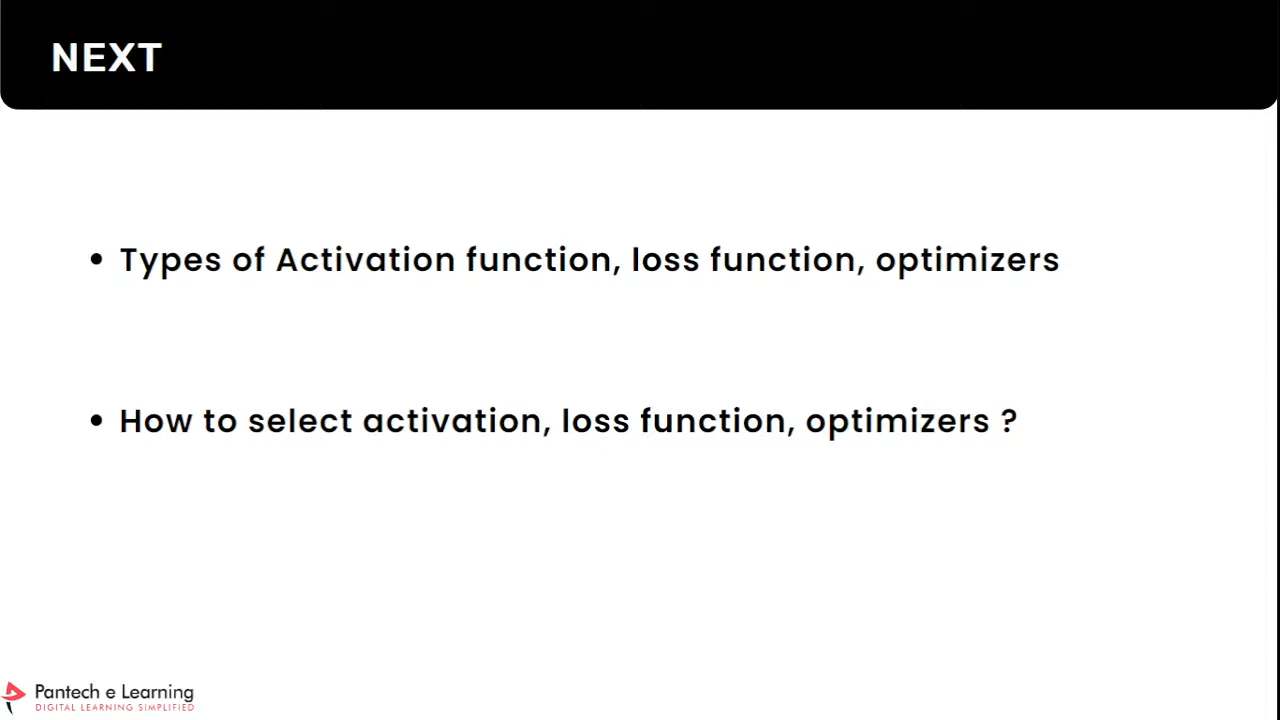 NEXT
• Types of Activation function, loss function, optimizers
• How to select activation, loss function, optimizers ?
Pantech e Learning
DIGITAL LEARNING SIMPLIFIED